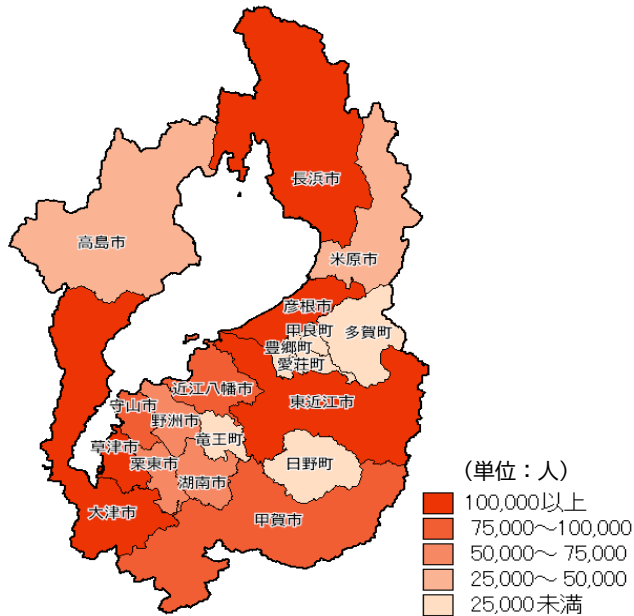 長浜市
高島市
米原市
彦根市
甲良町
多賀町
豊郷町
愛荘町
近江八幡市
東近江市
守山市
野洲市
竜王町
草津市
栗東市
日野町
湖南市
大津市
甲賀市
(単位：人)
100,000以上
75,000～100,000
50,000～ 75,000
25,000～ 50,000
25,000未満